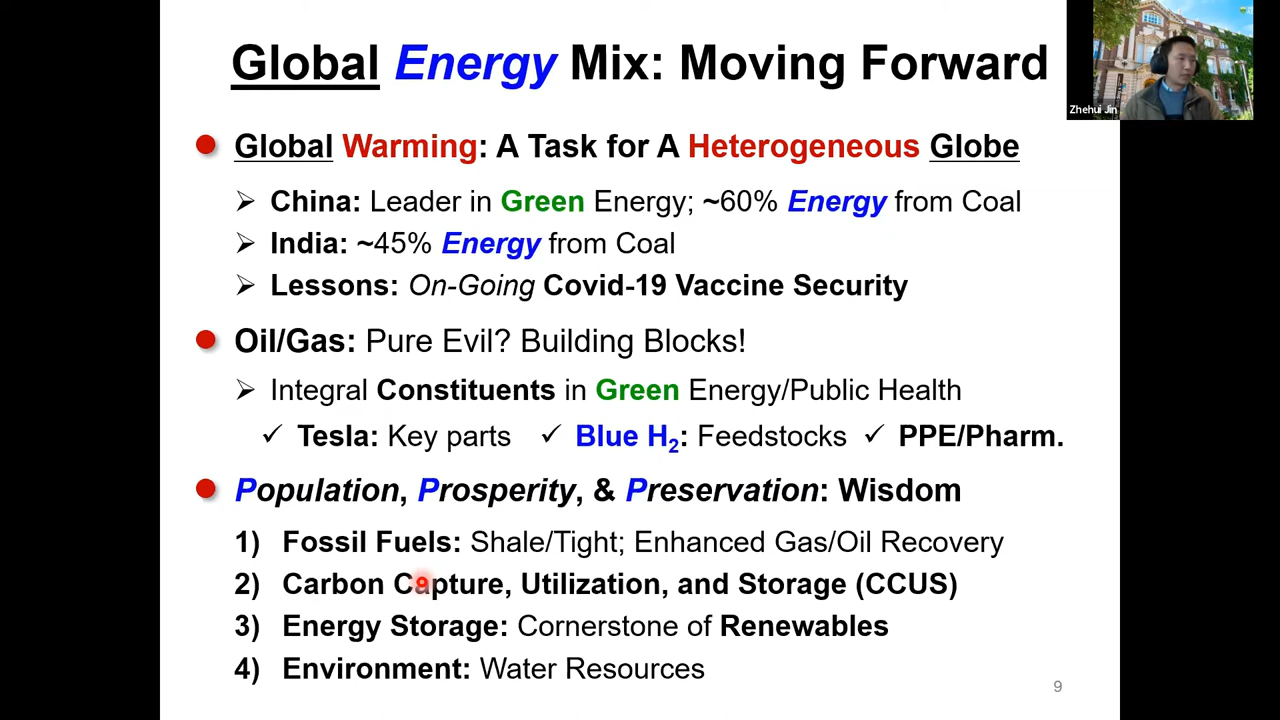 Global Energy Mix: Moving Forward
Zhehui Jin
Global Warming: A Task for A Heterogeneous Globe
China: Leader in Green Energy; ~60% Energy from Coal
India: ~45% Energy from Coal
Lessons: On-Going Covid-19 Vaccine Security
Oil/Gas: Pure Evil? Building Blocks!
Integral Constituents in Green Energy/Public Health
Tesla: Key parts ✓ Blue H₂: Feedstocks ✓ PPE/Pharm.
Population, Prosperity, & Preservation: Wisdom
1) Fossil Fuels: Shale/Tight; Enhanced Gas/Oil Recovery
2) Carbon Capture, Utilization, and Storage (CCUS)
3) Energy Storage: Cornerstone of Renewables
4) Environment: Water Resources
9